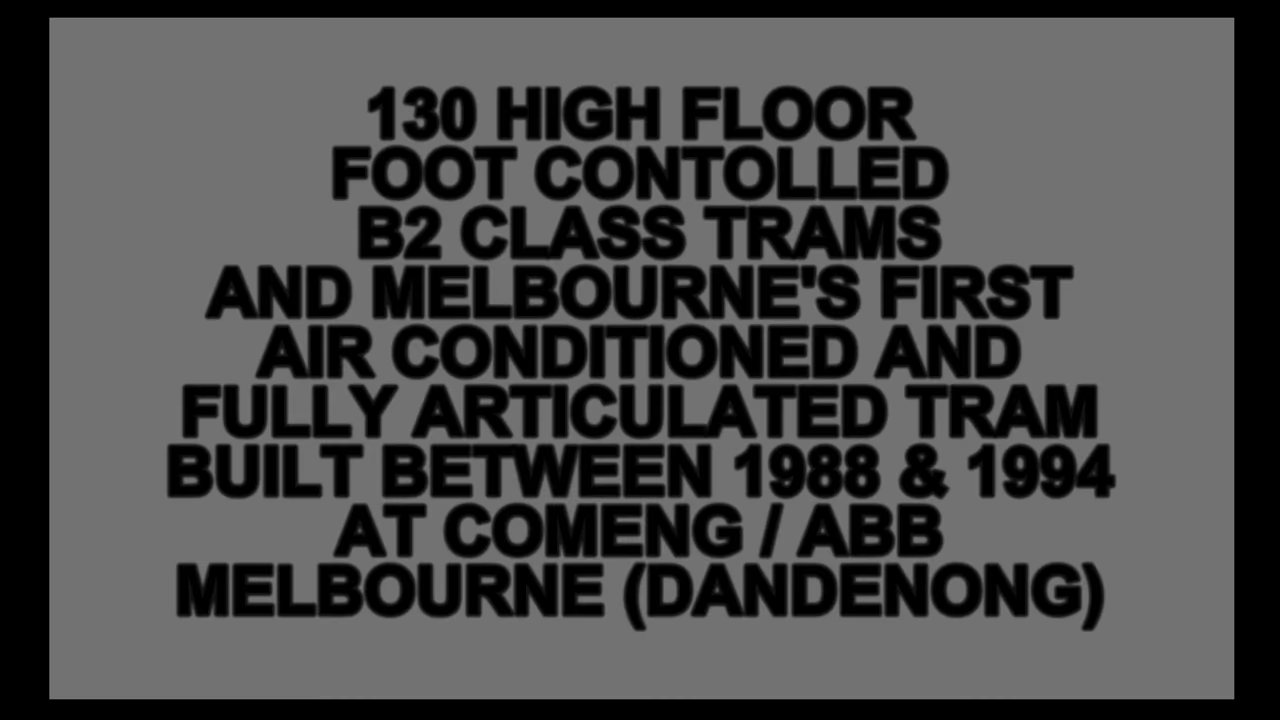 130 HIGH FLOOR
FOOT CONTOLLED
B2 CLASS TRAMS
AND MELBOURNE'S FIRST
AIR CONDITIONED AND
FULLY ARTICULATED TRAM
BUILT BETWEEN 1988 & 1994
AT COMENG / ABB
MELBOURNE (DANDENONG)